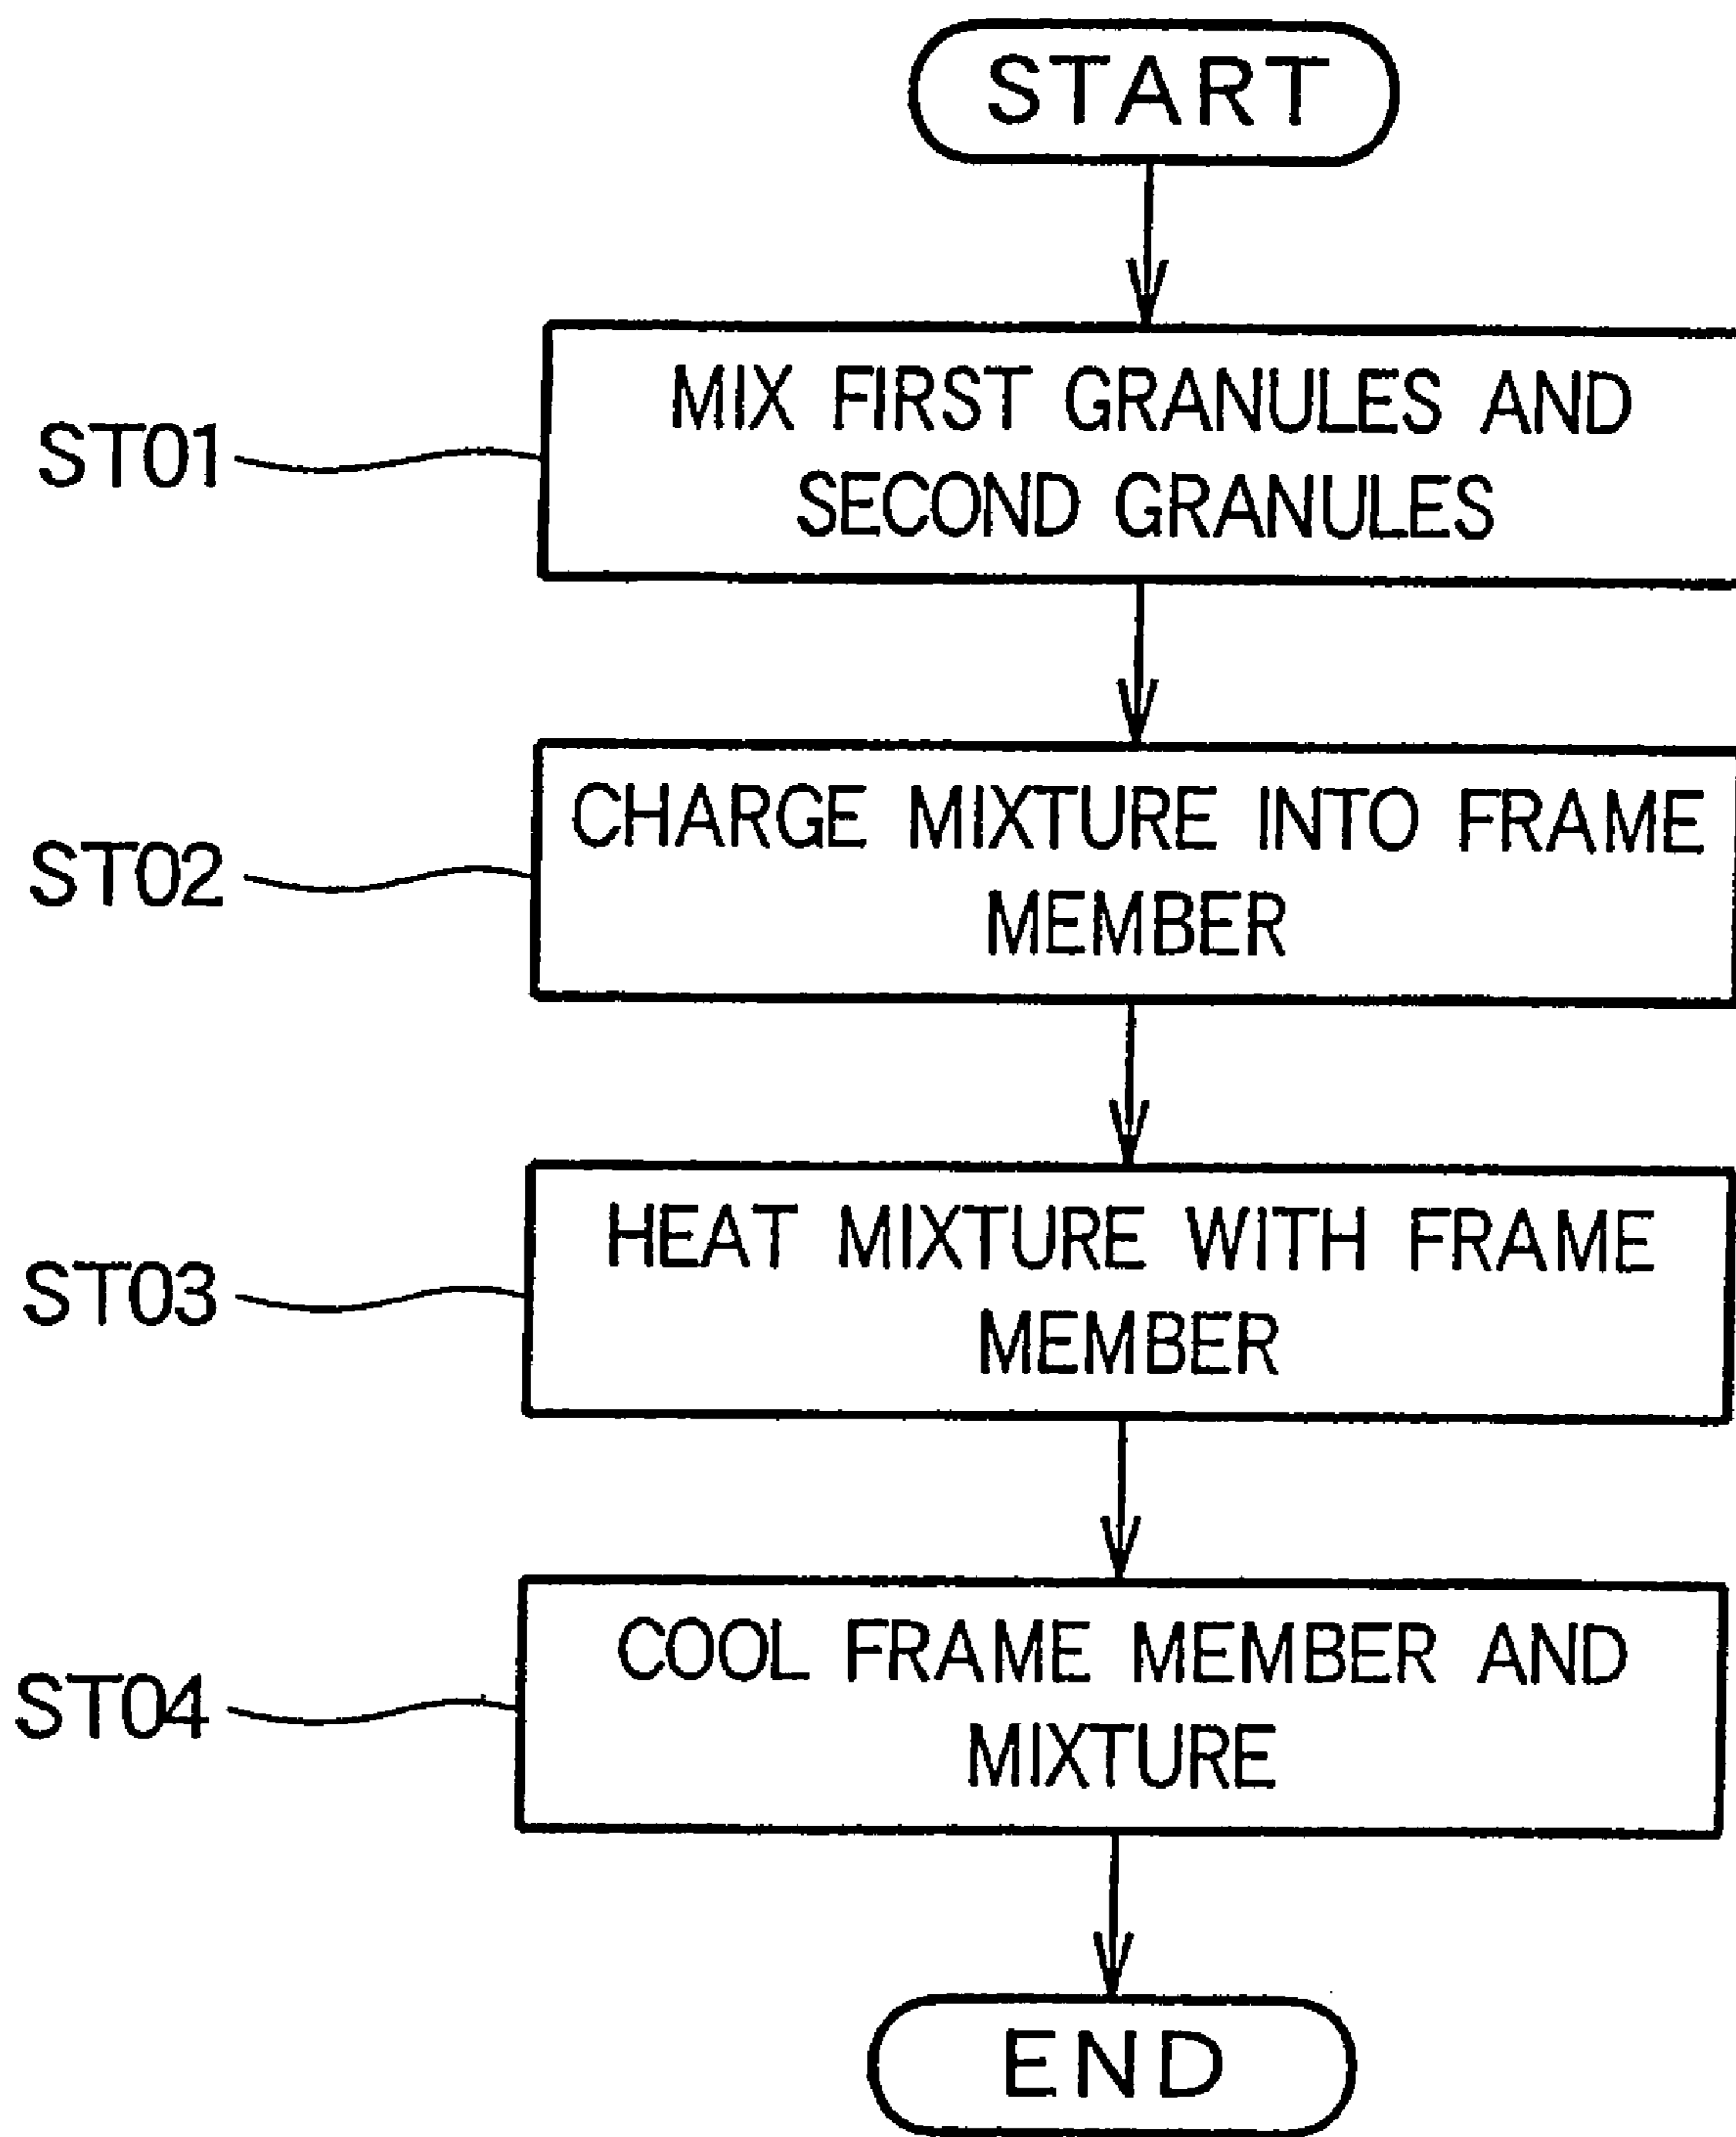 START
ST01
MIX FIRST GRANULES AND
SECOND GRANULES
ST02
CHARGE MIXTURE INTO FRAME
MEMBER
ST03
HEAT MIXTURE WITH FRAME
MEMBER
ST04
COOL FRAME MEMBER AND
MIXTURE
END